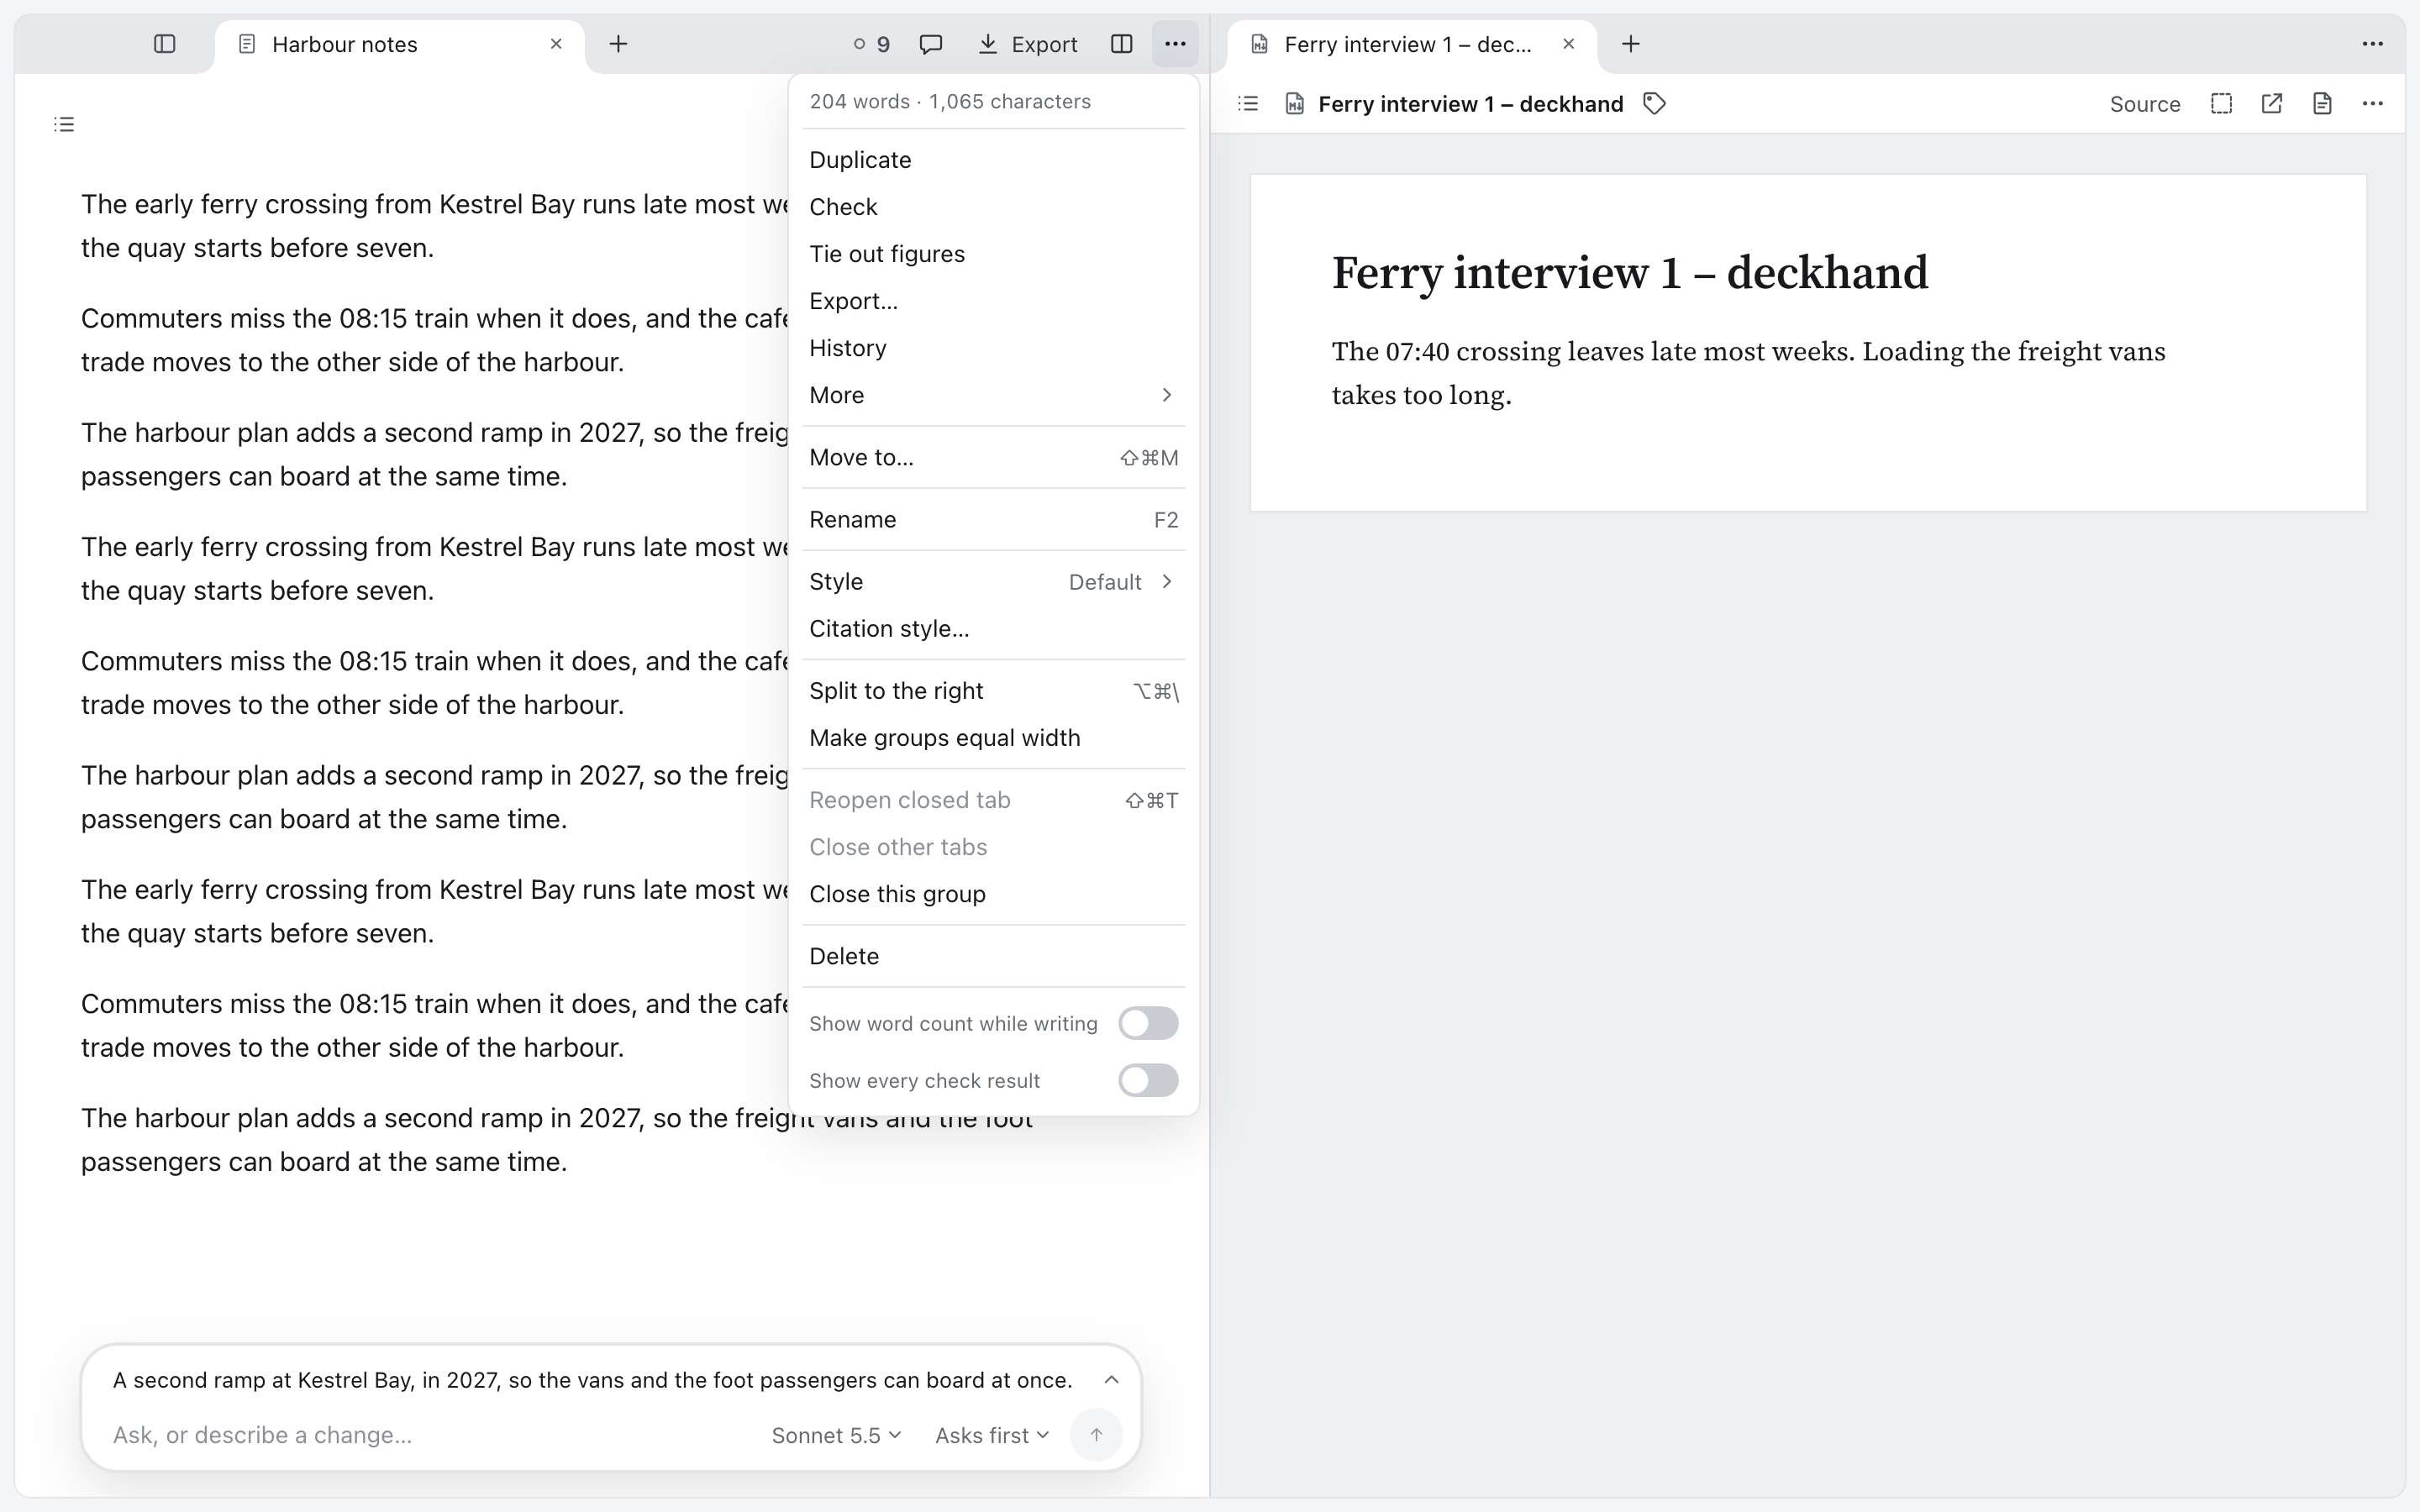 Harbour notes
9
Export
204 words · 1,065 characters
Duplicate
Check
Tie out figures
Export...
History
More
Move to... ⇧⌘M
Rename F2
Style Default
Citation style...
Split to the right ⌥⌘\
Make groups equal width
Reopen closed tab ⇧⌘T
Close other tabs
Close this group
Delete
Show word count while writing
Show every check result
The early ferry crossing from Kestrel Bay runs late most
the quay starts before seven.
Commuters miss the 08:15 train when it does, and the
trade moves to the other side of the harbour.
The harbour plan adds a second ramp in 2027, so the
passengers can board at the same time.
The early ferry crossing from Kestrel Bay runs late most
the quay starts before seven.
Commuters miss the 08:15 train when it does, and the
trade moves to the other side of the harbour.
The harbour plan adds a second ramp in 2027, so the
passengers can board at the same time.
The early ferry crossing from Kestrel Bay runs late most
the quay starts before seven.
Commuters miss the 08:15 train when it does, and the
trade moves to the other side of the harbour.
The harbour plan adds a second ramp in 2027, so the freight vans and the foot
passengers can board at the same time.
A second ramp at Kestrel Bay, in 2027, so the vans and the foot passengers can board at once.
Ask, or describe a change...
Sonnet 5.5 Asks first
Ferry interview 1 – dec...
Ferry interview 1 – deckhand
Source
Ferry interview 1 – deckhand
The 07:40 crossing leaves late most weeks. Loading the freight vans
takes too long.